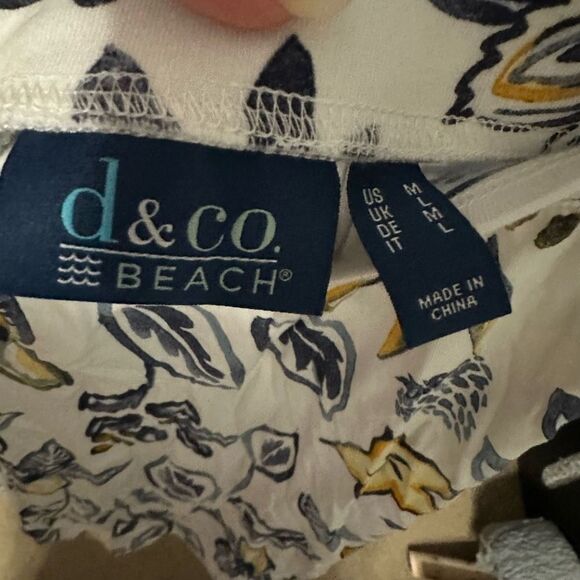 d&co.
BEACH®
US M
UK L
DE M
IT L
MADE IN
CHINA